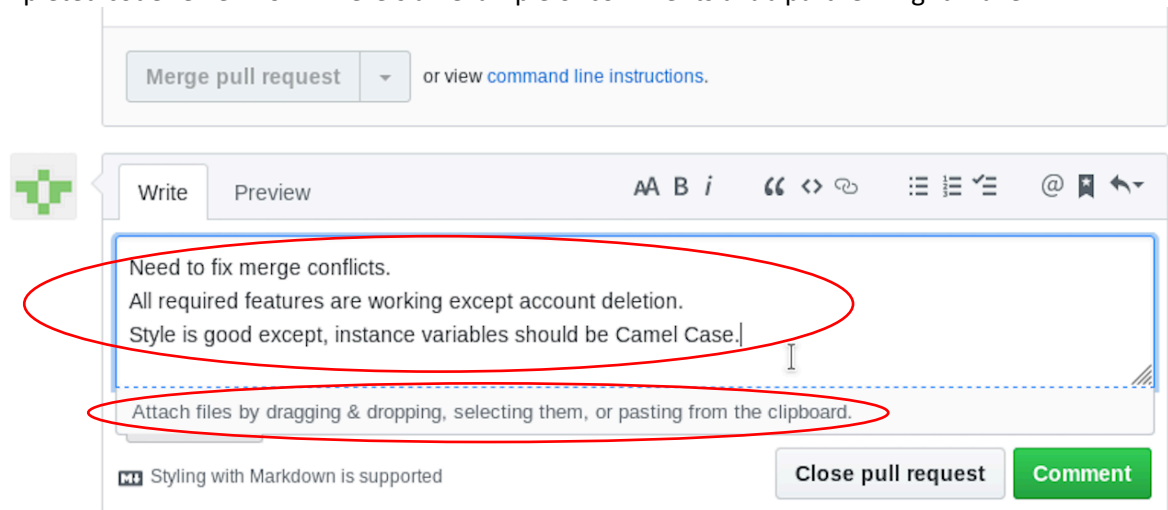 Merge pull request or view command line instructions.
Write Preview AA B i @
Need to fix merge conflicts.
All required features are working except account deletion.
Style is good except, instance variables should be Camel Case.
Attach files by dragging & dropping, selecting them, or pasting from the clipboard.
Styling with Markdown is supported Close pull request Comment